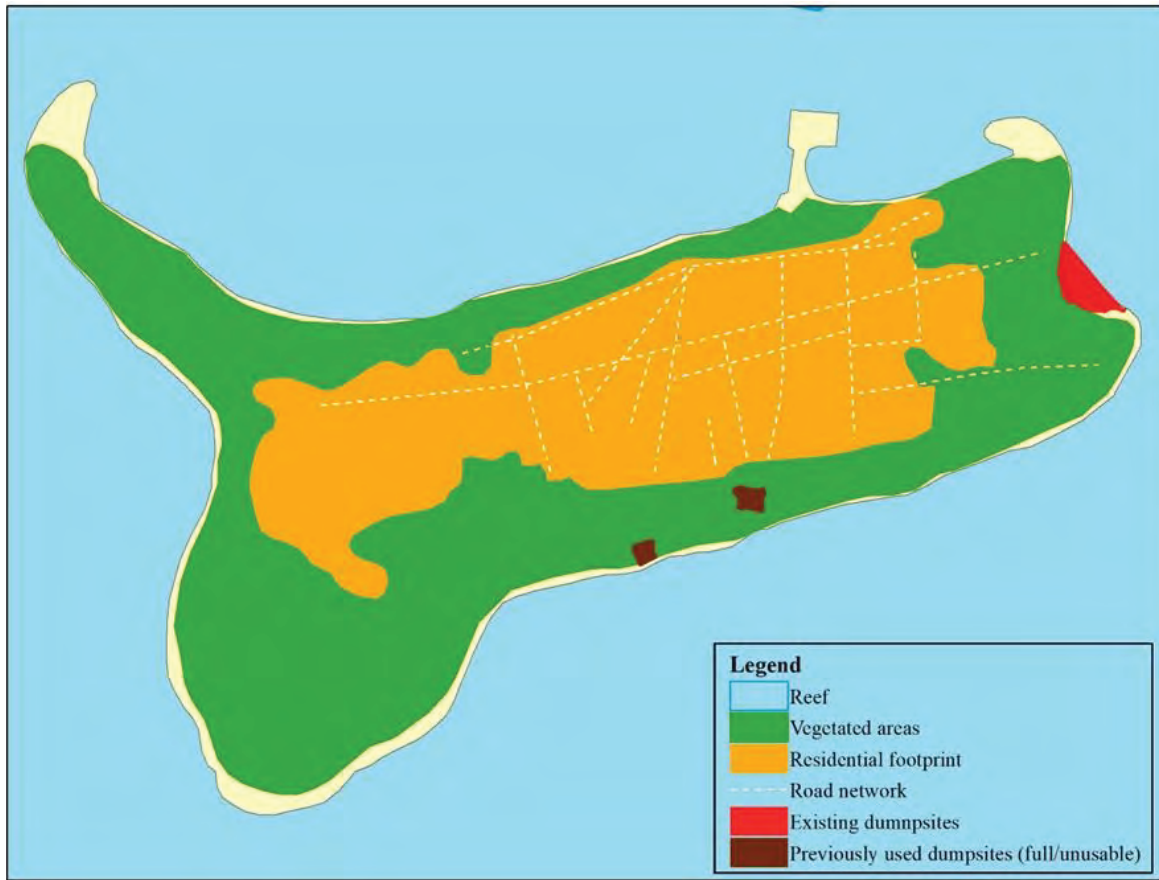 Legend
Reef
Vegetated areas
Residential footprint
Road network
Existing dumnpsites
Previously used dumpsites (full/unusable)